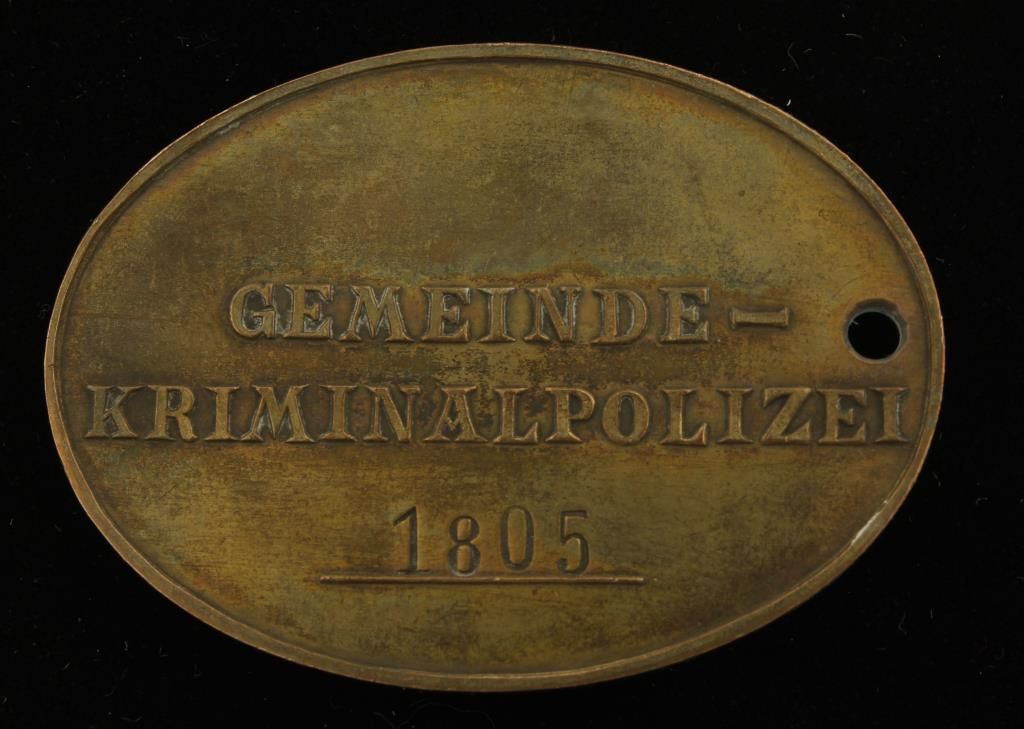 GEMEINDE-
KRIMINALPOLIZEI
1805